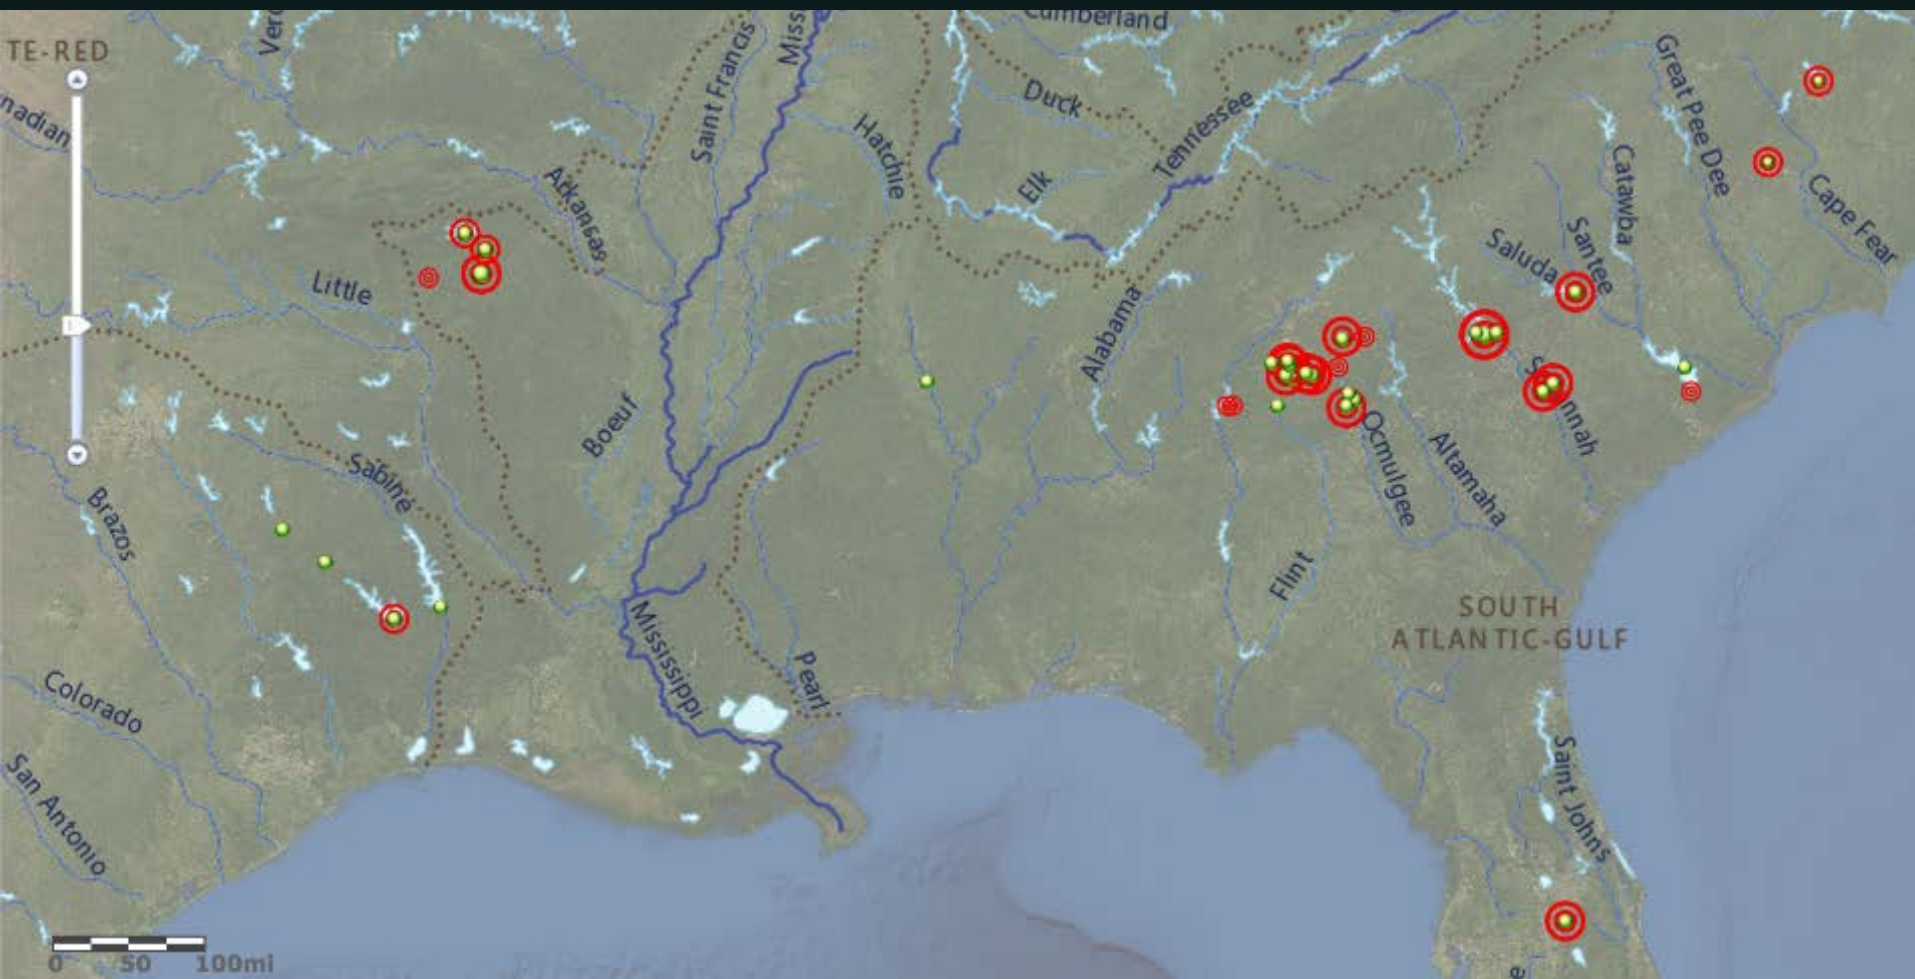 Cumberland
TE-RED
Miss
Saint Francis
Great Pee Dee
Duck
Tennessee
Hatchie
nadian
Elk
Catawba
Cape Fear
Arkansas
Santee
Saluda
Little
Alabama
Boeuf
Ocmulgee
Altamaha
Sabine
Brazos
Flint
SOUTH
ATLANTIC-GULF
Mississippi
Pearl
Colorado
San Antonio
Saint Johns
0 50 100mi